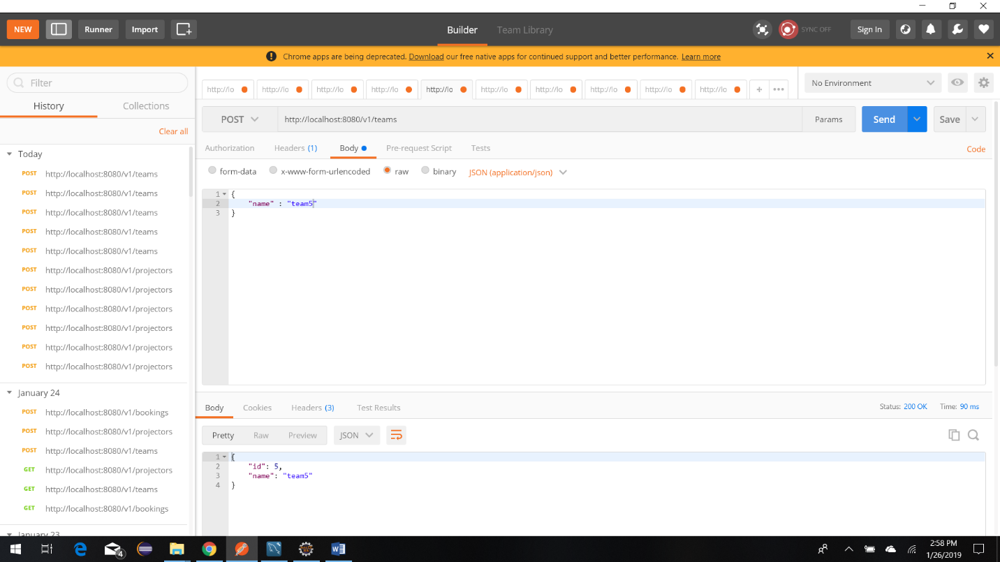 NEW Runner Import Builder Team Library SYNC OFF Sign In
! Chrome apps are being deprecated. Download our free native apps for continued support and better performance. Learn more
Filter
History Collections
Clear all
Today
POST http://localhost:8080/v1/teams
POST http://localhost:8080/v1/teams
POST http://localhost:8080/v1/teams
POST http://localhost:8080/v1/teams
POST http://localhost:8080/v1/teams
POST http://localhost:8080/v1/projectors
POST http://localhost:8080/v1/projectors
POST http://localhost:8080/v1/projectors
POST http://localhost:8080/v1/projectors
POST http://localhost:8080/v1/projectors
POST http://localhost:8080/v1/projectors
January 24
POST http://localhost:8080/v1/bookings
POST http://localhost:8080/v1/projectors
POST http://localhost:8080/v1/teams
GET http://localhost:8080/v1/projectors
GET http://localhost:8080/v1/teams
GET http://localhost:8080/v1/bookings
January 23
http://lo http://lo http://lo http://lo http://lo http://lo http://lo http://lo http://lo http://lo + •••
No Environment
POST http://localhost:8080/v1/teams Params Send Save
Authorization Headers (1) Body Pre-request Script Tests Code
form-data x-www-form-urlencoded raw binary JSON (application/json)
1 {
2 "name" : "team5"
3 }
Body Cookies Headers (3) Test Results Status: 200 OK Time: 90 ms
Pretty Raw Preview JSON
1 {
2 "id": 5,
3 "name": "team5"
4 }
4
2:58 PM
1/26/2019